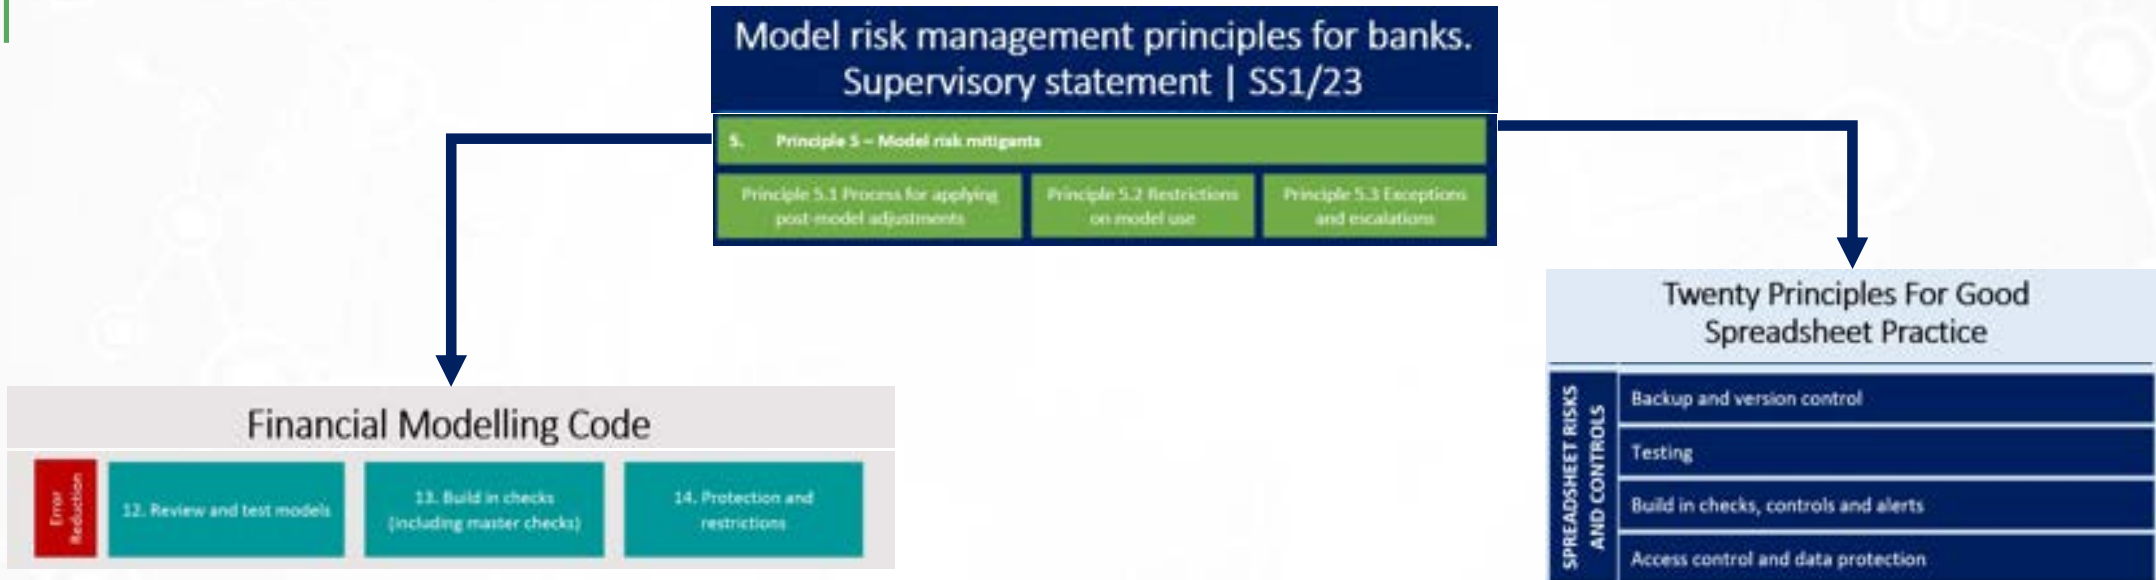 Model risk management principles for banks.
Supervisory statement | SS1/23
5. Principle 5 – Model risk mitigants
Principle 5.1 Process for applying
post-model adjustments
Principle 5.2 Restrictions
on model use
Principle 5.3 Exceptions
and escalations
Financial Modelling Code
Error
Reduction
12. Review and test models
13. Build in checks
(including master checks)
14. Protection and
restrictions
Twenty Principles For Good
Spreadsheet Practice
SPREADSHEET RISKS
AND CONTROLS
Backup and version control
Testing
Build in checks, controls and alerts
Access control and data protection